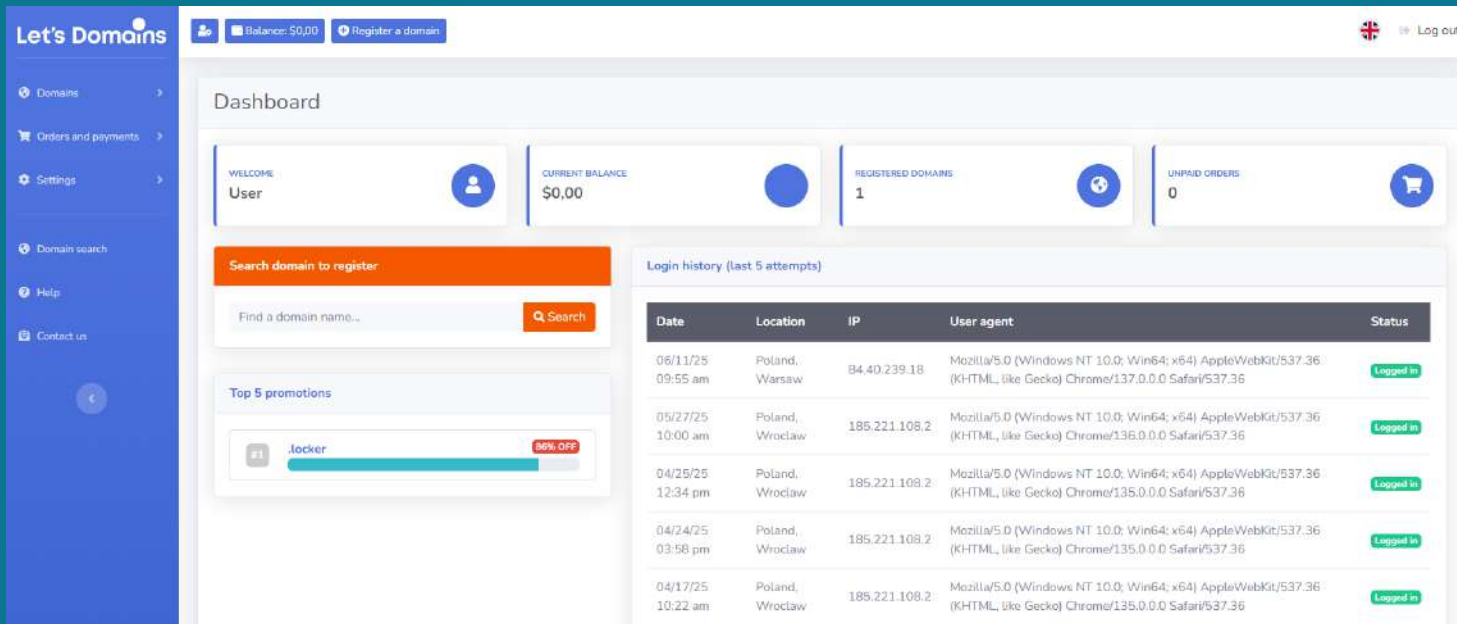 Let's Domains
Balance: $0,00
Register a domain
Log out
Domains
Orders and payments
Settings
Domain search
Help
Contact us
Dashboard
WELCOME
User
CURRENT BALANCE
$0,00
REGISTERED DOMAINS
1
UNPAID ORDERS
0
Search domain to register
Find a domain name...
Search
Top 5 promotions
#1
.locker
86% OFF
Login history (last 5 attempts)
Date Location IP User agent Status
06/11/25 Poland, 84.40.239.18 Mozilla/5.0 (Windows NT 10.0; Win64; x64) AppleWebKit/537.36 Logged in
09:55 am Warsaw (KHTML, like Gecko) Chrome/137.0.0.0 Safari/537.36
05/27/25 Poland, 185.221.108.2 Mozilla/5.0 (Windows NT 10.0; Win64; x64) AppleWebKit/537.36 Logged in
10:00 am Wroclaw (KHTML, like Gecko) Chrome/136.0.0.0 Safari/537.36
04/25/25 Poland, 185.221.108.2 Mozilla/5.0 (Windows NT 10.0; Win64; x64) AppleWebKit/537.36 Logged in
12:34 pm Wroclaw (KHTML, like Gecko) Chrome/135.0.0.0 Safari/537.36
04/24/25 Poland, 185.221.108.2 Mozilla/5.0 (Windows NT 10.0; Win64; x64) AppleWebKit/537.36 Logged in
03:58 pm Wroclaw (KHTML, like Gecko) Chrome/135.0.0.0 Safari/537.36
04/17/25 Poland, 185.221.108.2 Mozilla/5.0 (Windows NT 10.0; Win64; x64) AppleWebKit/537.36 Logged in
10:22 am Wroclaw (KHTML, like Gecko) Chrome/135.0.0.0 Safari/537.36